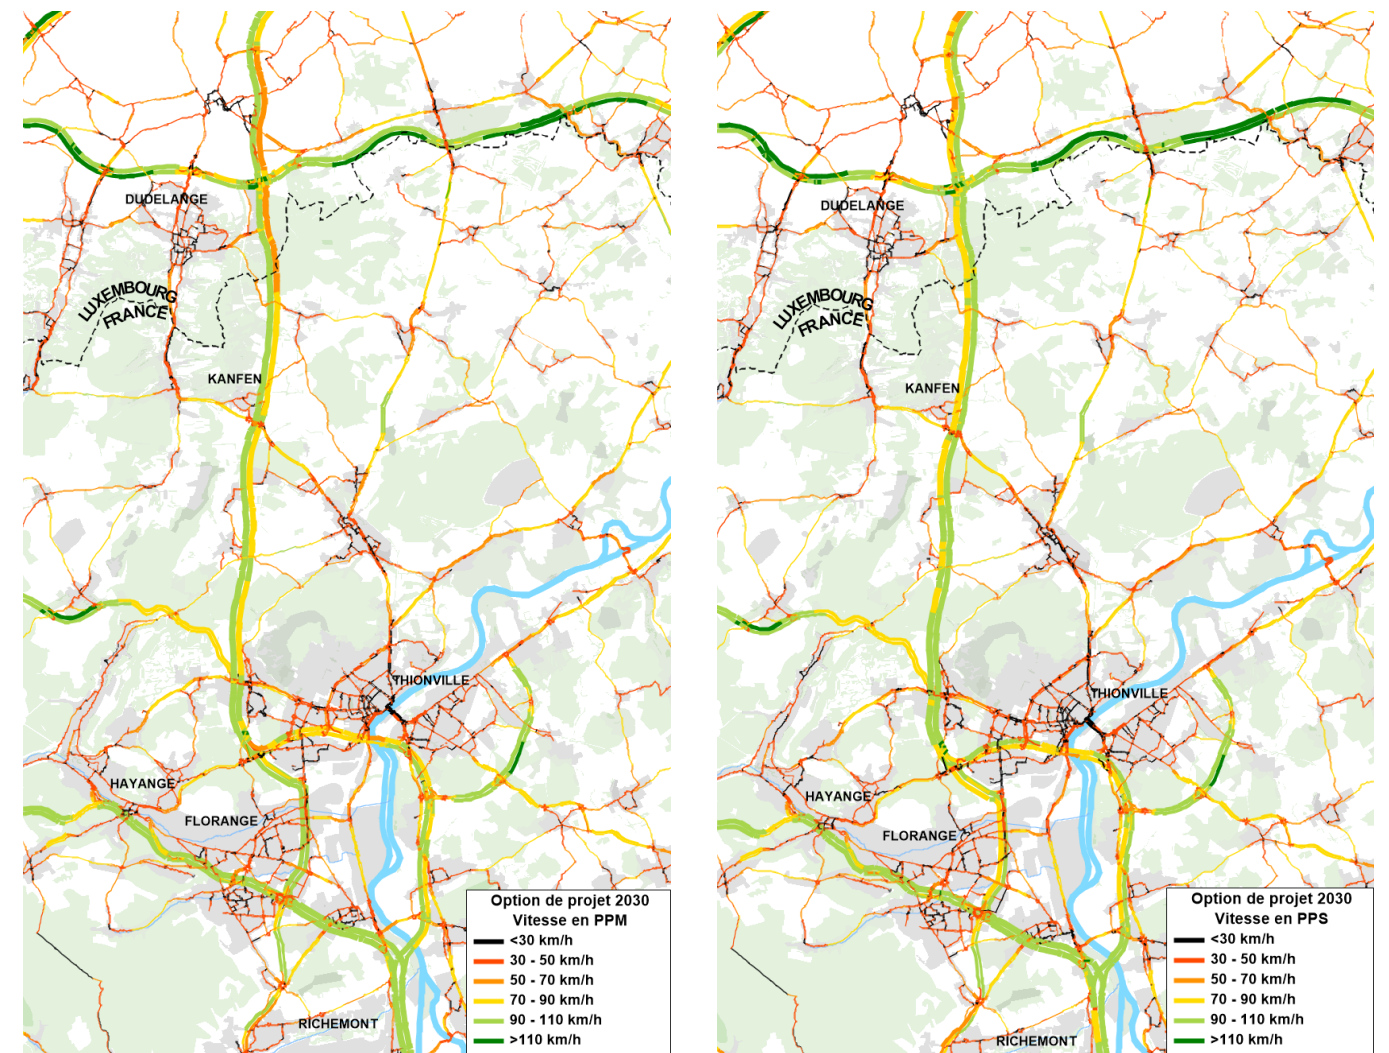 DUDELANGE
LUXEMBOURG
FRANCE
KANFEN
THIONVILLE
HAYANGE
FLORANGE
RICHEMONT
Option de projet 2030
Vitesse en PPM
<30 km/h
30 - 50 km/h
50 - 70 km/h
70 - 90 km/h
90 - 110 km/h
>110 km/h
DUDELANGE
LUXEMBOURG
FRANCE
KANFEN
THIONVILLE
HAYANGE
FLORANGE
RICHEMONT
Option de projet 2030
Vitesse en PPS
<30 km/h
30 - 50 km/h
50 - 70 km/h
70 - 90 km/h
90 - 110 km/h
>110 km/h